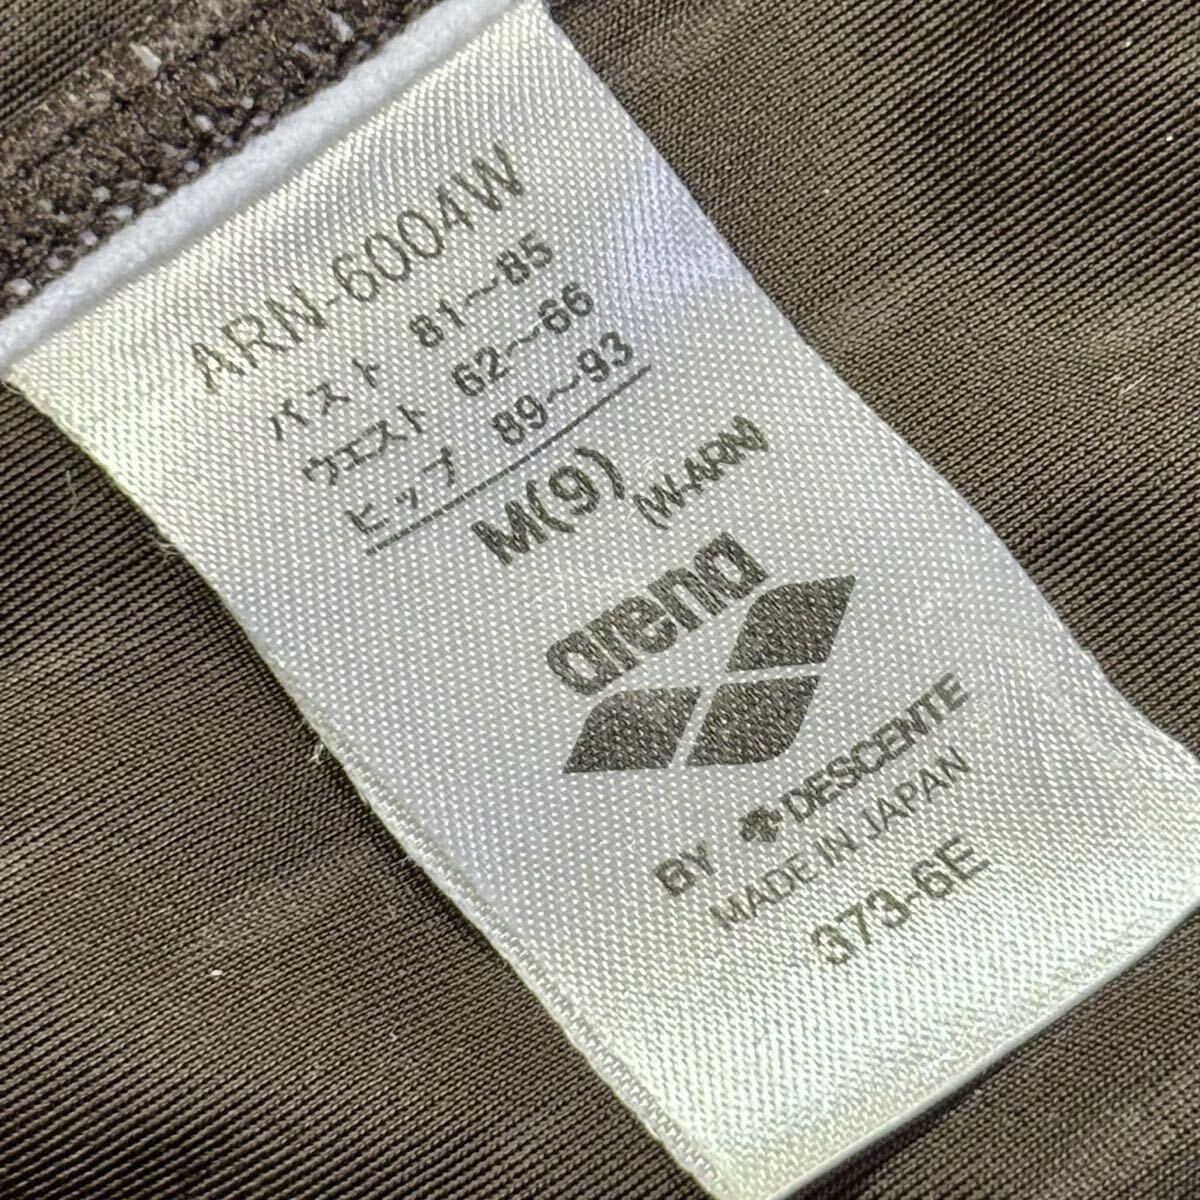 ARN-6004W
バスト 81～85
ウエスト 62～66
ヒップ 89～93
M(9) (W-ARN)
arena
BY DESCENTE
MADE IN JAPAN
373-6E